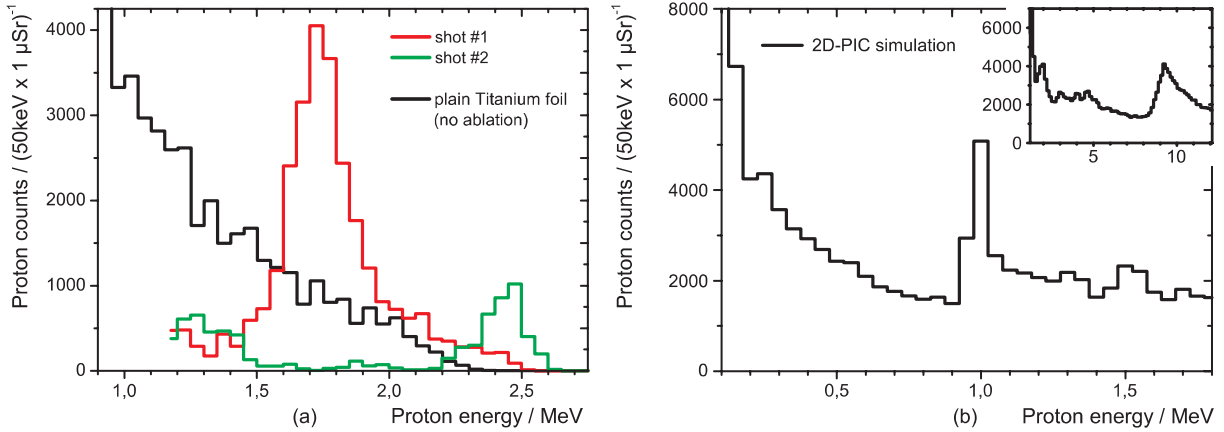 Proton counts / (50keV x 1 µSr)⁻¹
4000
3000
2000
1000
0
shot #1
shot #2
plain Titanium foil
(no ablation)
1,0
1,5
2,0
2,5
(a)
Proton energy / MeV
Proton counts / (50keV x 1 µSr)⁻¹
8000
6000
4000
2000
0
2D-PIC simulation
6000
4000
2000
0
5
10
0,5
1,0
1,5
(b)
Proton energy / MeV